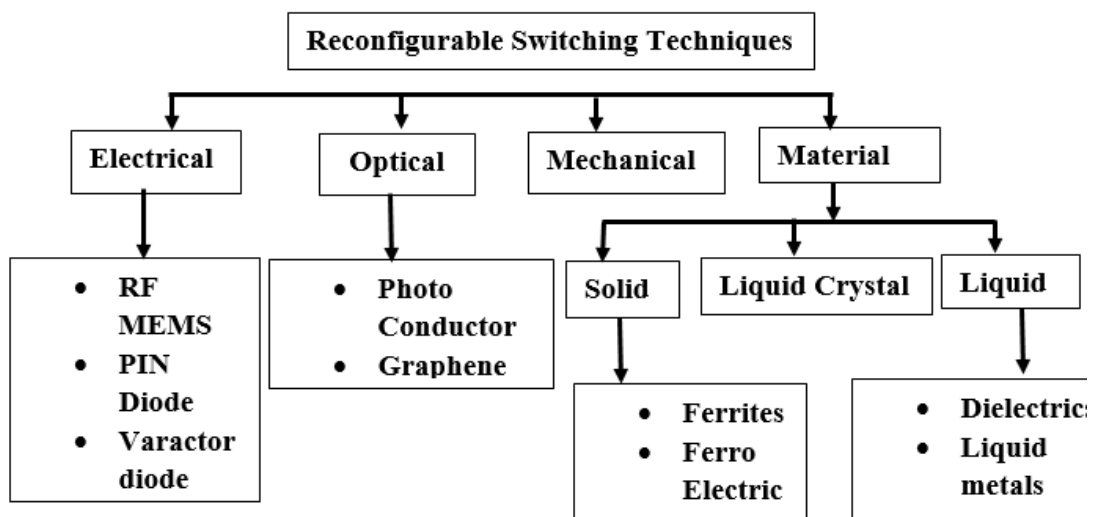 Reconfigurable Switching Techniques
Electrical
Optical
Mechanical
Material
• RF
MEMS
• PIN
Diode
• Varactor
diode
• Photo
Conductor
• Graphene
Solid
Liquid Crystal
Liquid
• Ferrites
• Ferro
Electric
• Dielectrics
• Liquid
metals